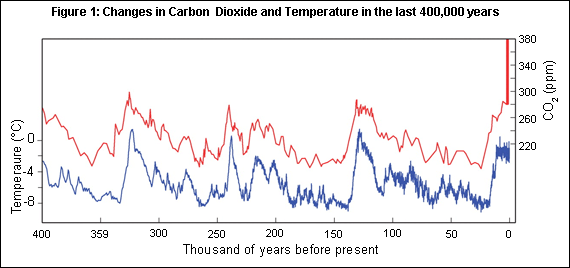 Figure 1: Changes in Carbon Dioxide and Temperature in the last 400,000 years
380
340
300
280
260
240
220
CO2 (ppm)
0
-4
-8
Temperaure (°C)
400 359 300 250 200 150 100 50 0
Thousand of years before present